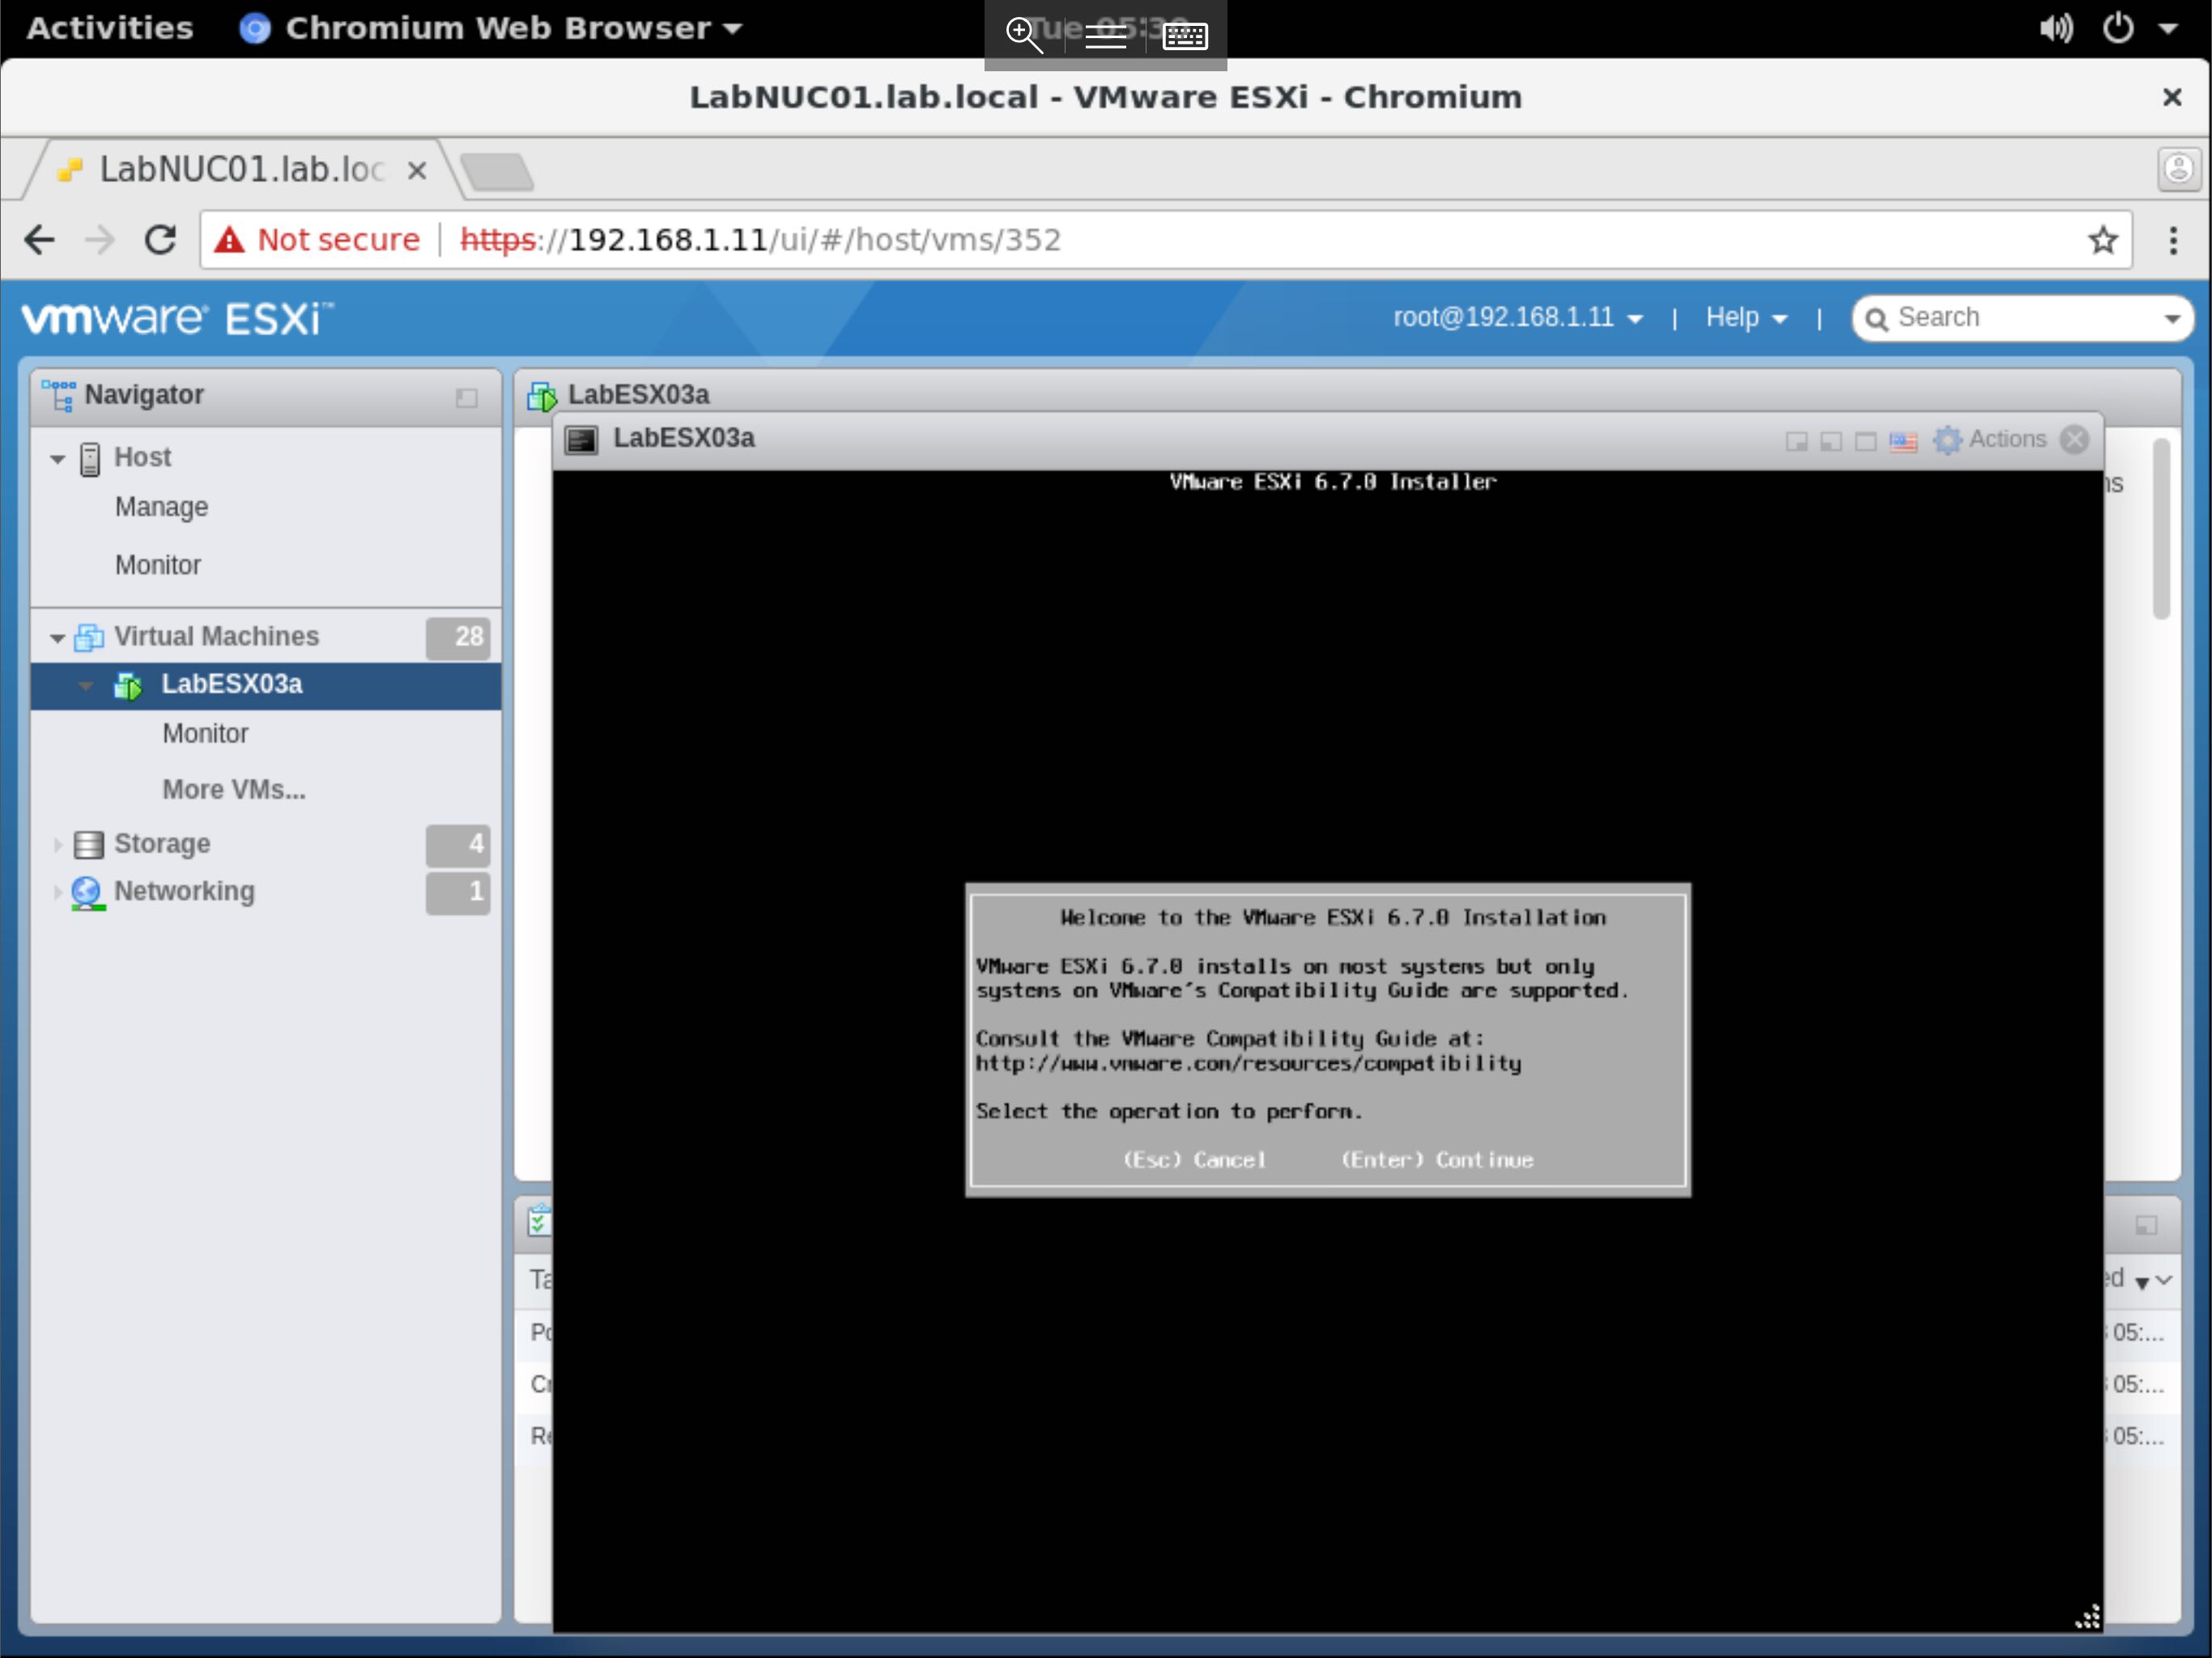 Activities
Chromium Web Browser
Tue 05:30
LabNUC01.lab.local - VMware ESXi - Chromium
LabNUC01.lab.loc
Not secure
https://192.168.1.11/ui/#/host/vms/352
vmware® ESXi™
root@192.168.1.11 | Help |
Search
Navigator
Host
Manage
Monitor
Virtual Machines 28
LabESX03a
Monitor
More VMs...
Storage 4
Networking 1
LabESX03a
LabESX03a
Actions
VMware ESXi 6.7.0 Installer
Welcome to the VMware ESXi 6.7.0 Installation
VMware ESXi 6.7.0 installs on most systems but only
systems on VMware's Compatibility Guide are supported.
Consult the VMware Compatibility Guide at:
http://www.vmware.com/resources/compatibility
Select the operation to perform.
(Esc) Cancel (Enter) Continue
05:...
05:...
05:...